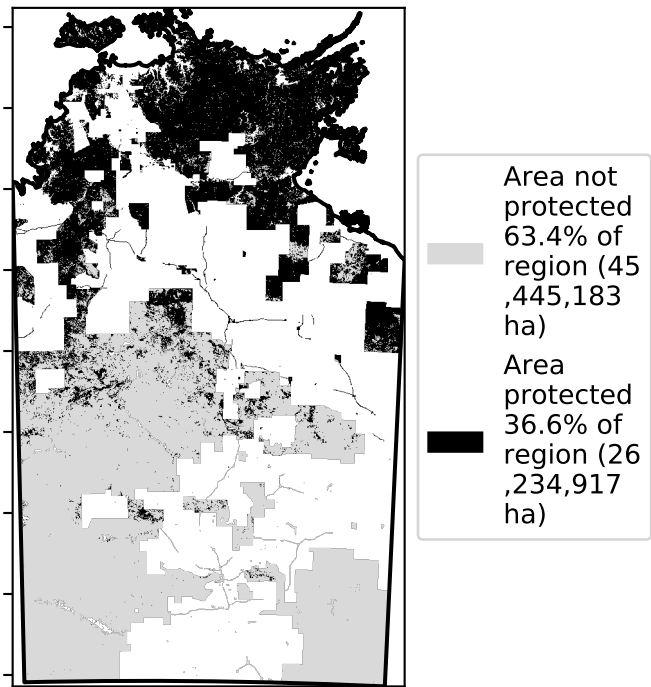 Area not
protected
63.4% of
region (45
,445,183
ha)
Area
protected
36.6% of
region (26
,234,917
ha)